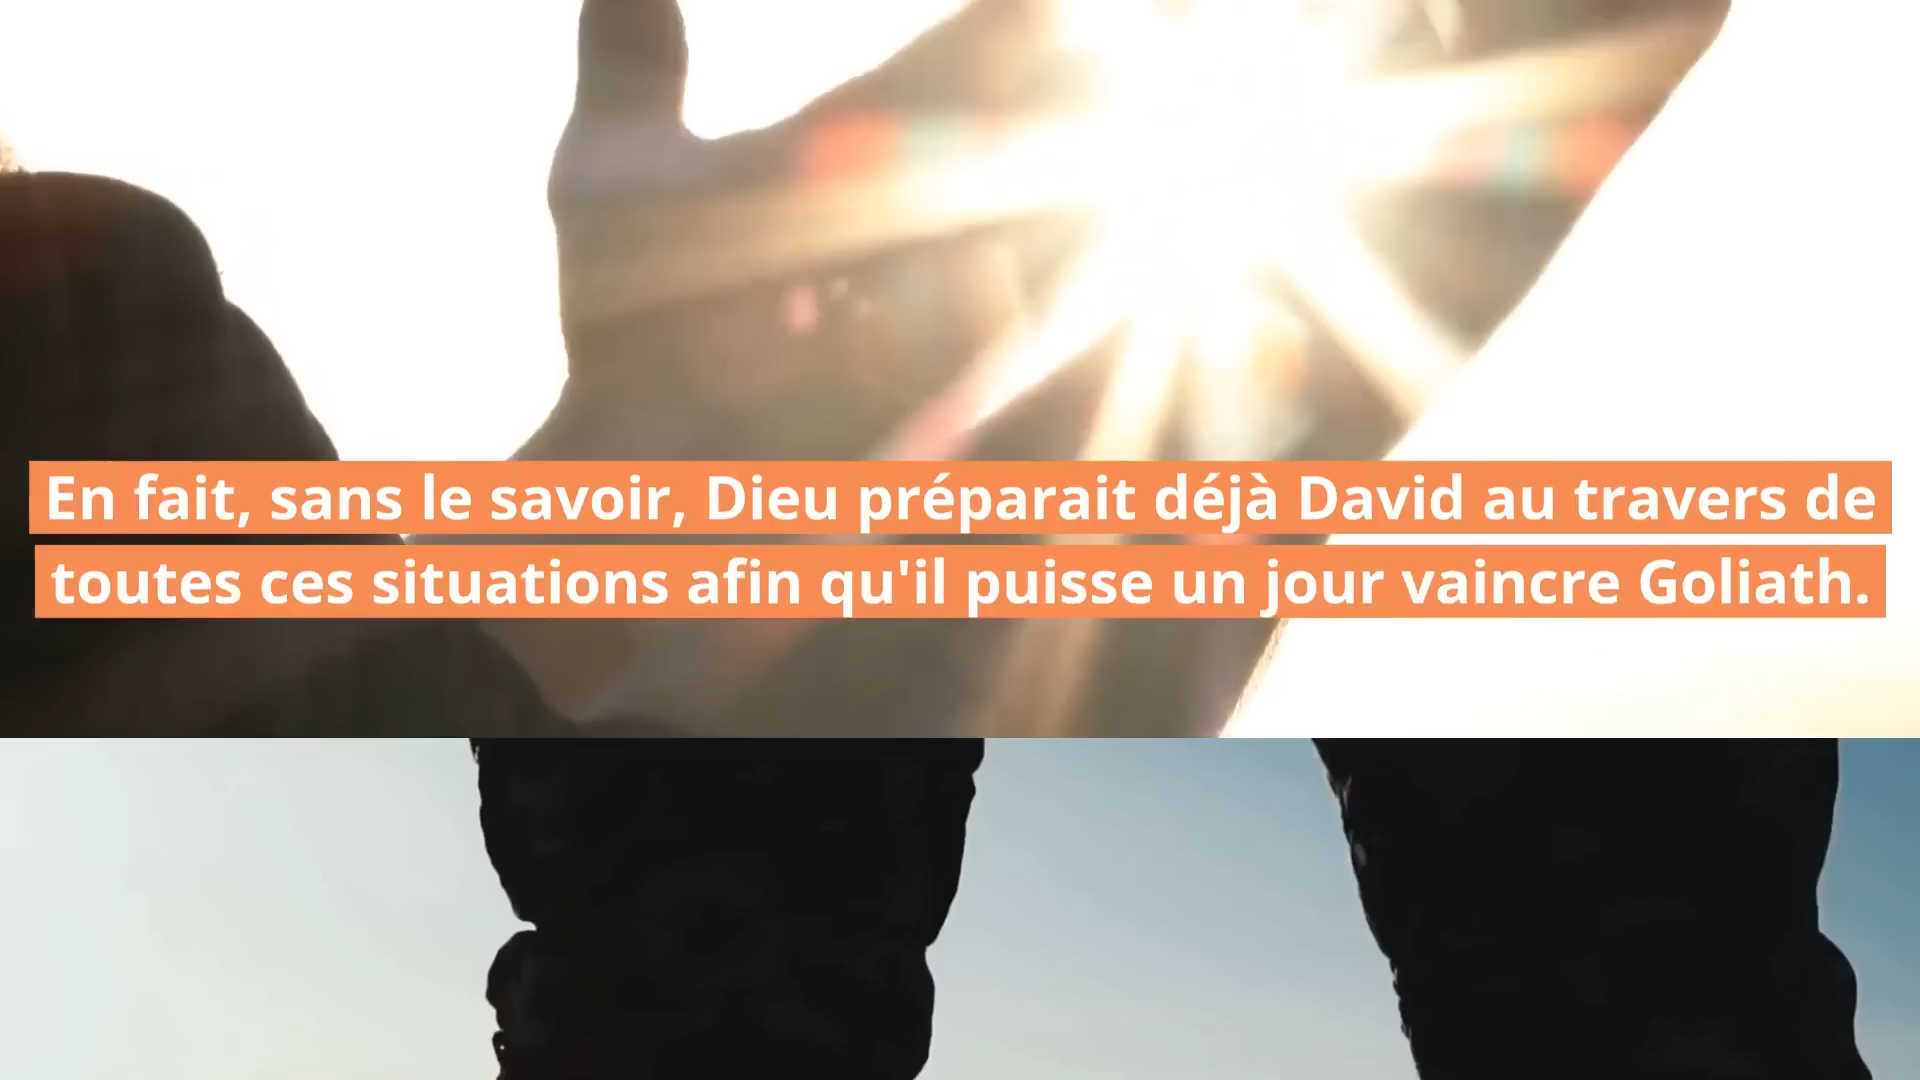 En fait, sans le savoir, Dieu préparait déjà David au travers de
toutes ces situations afin qu'il puisse un jour vaincre Goliath.